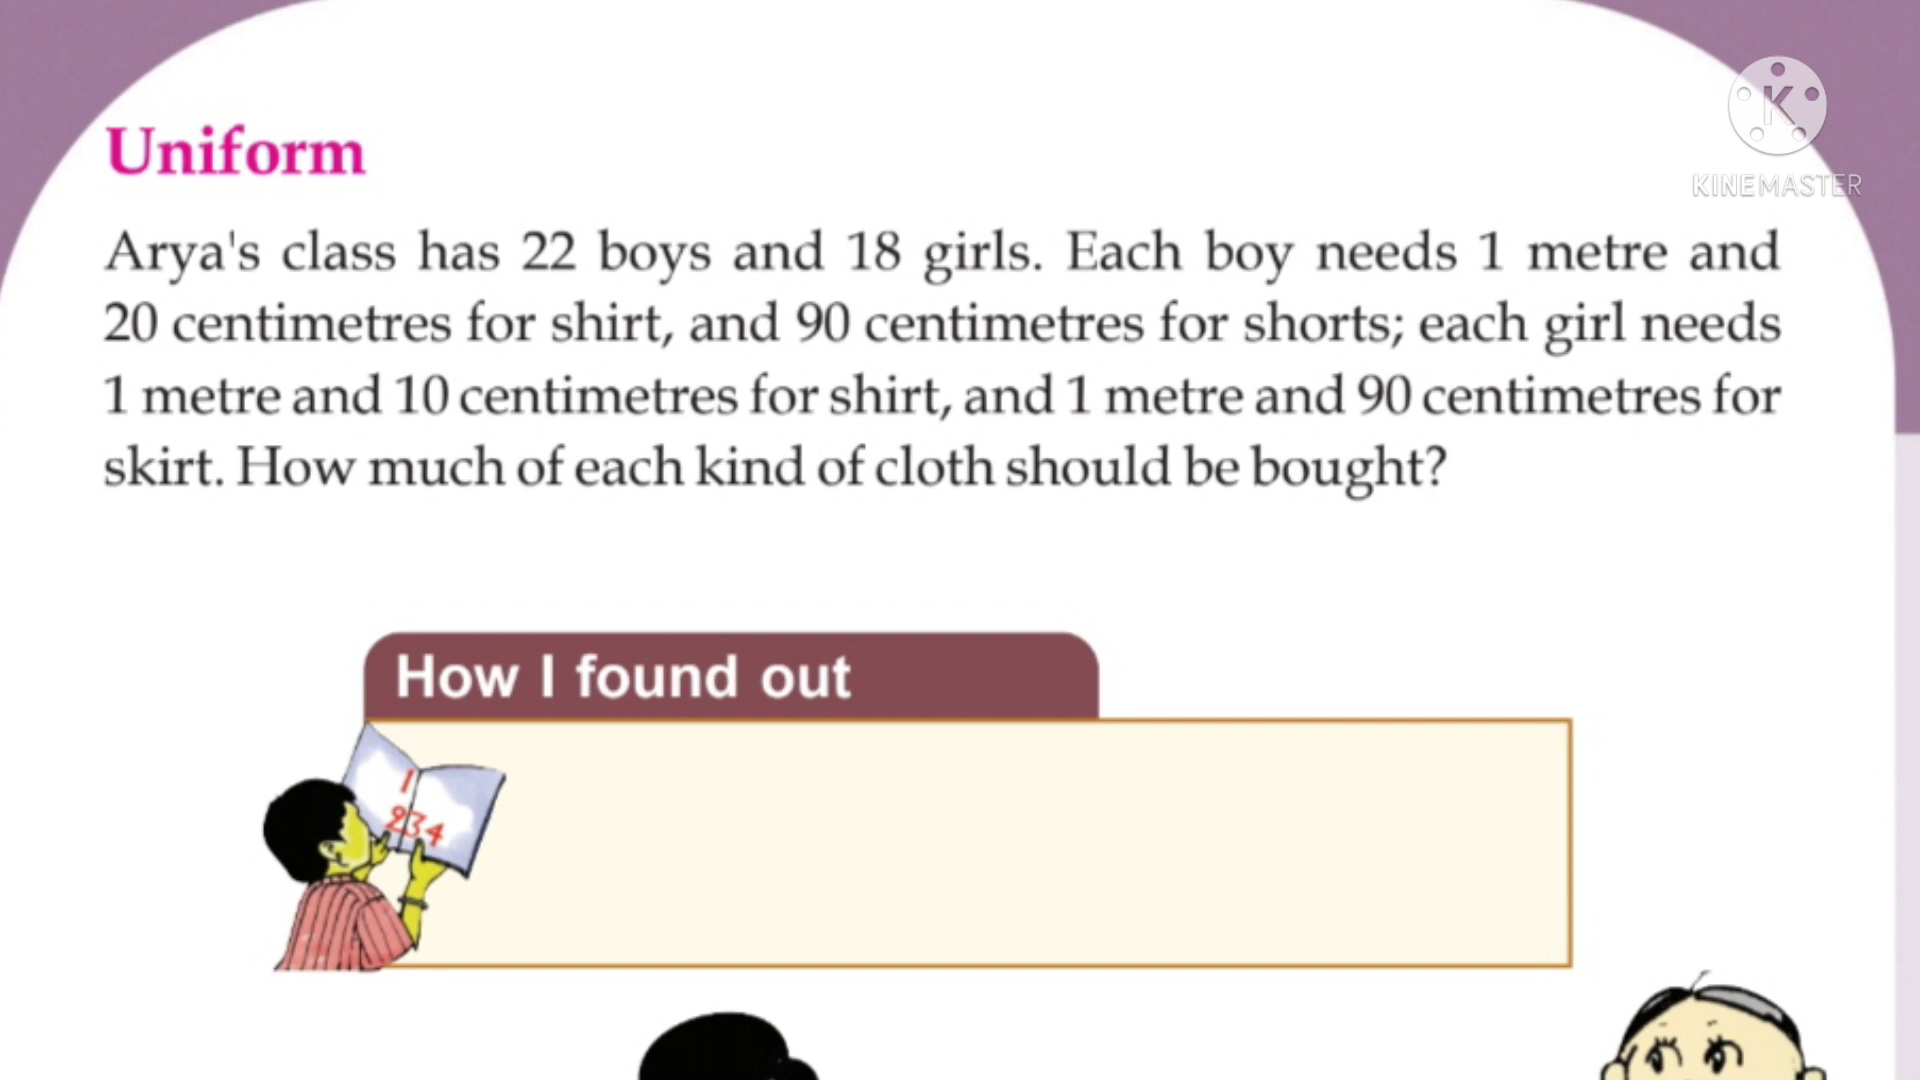 KINEMASTER
Uniform
Arya's class has 22 boys and 18 girls. Each boy needs 1 metre and
20 centimetres for shirt, and 90 centimetres for shorts; each girl needs
1 metre and 10 centimetres for shirt, and 1 metre and 90 centimetres for
skirt. How much of each kind of cloth should be bought?
How I found out
1
234